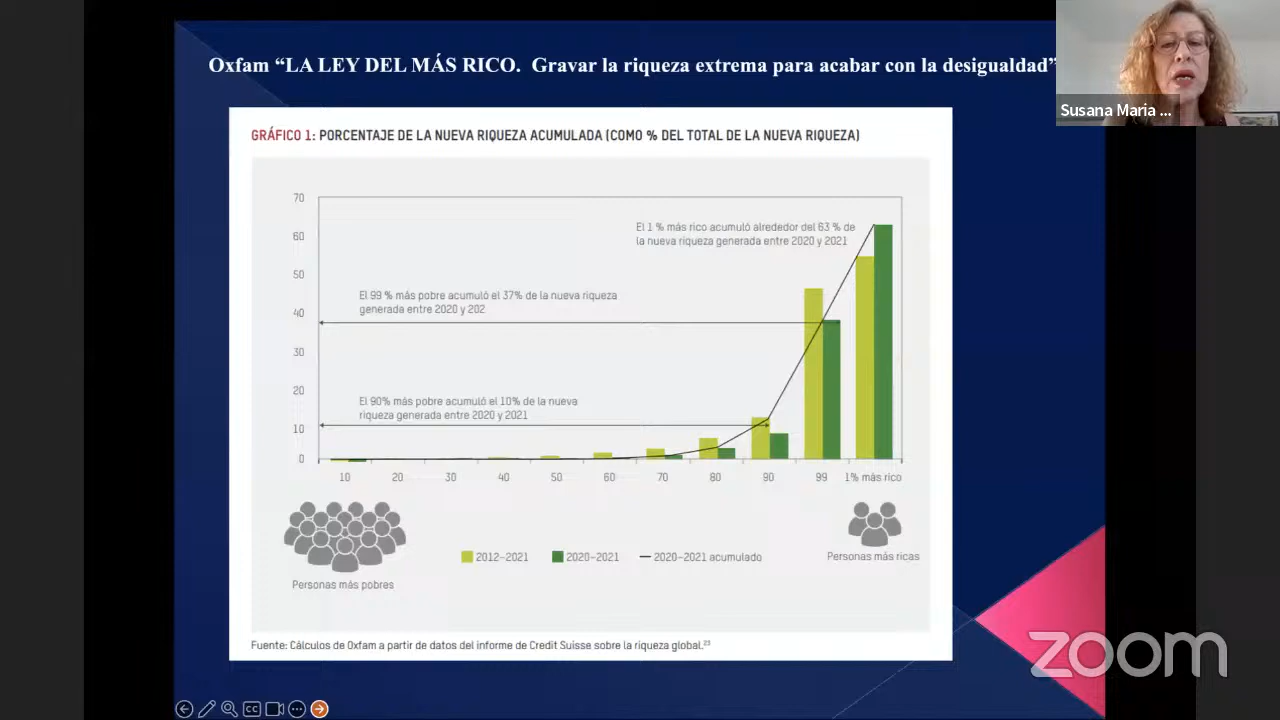 Oxfam “LA LEY DEL MÁS RICO. Gravar la riqueza extrema para acabar con la desigualdad”
Susana Maria ...
GRÁFICO 1: PORCENTAJE DE LA NUEVA RIQUEZA ACUMULADA (COMO % DEL TOTAL DE LA NUEVA RIQUEZA)
70
60
50
40
30
20
10
0
El 1 % más rico acumuló alrededor del 63 % de
la nueva riqueza generada entre 2020 y 2021
El 99 % más pobre acumuló el 37% de la nueva riqueza
generada entre 2020 y 202
El 90% más pobre acumuló el 10% de la nueva
riqueza generada entre 2020 y 2021
10 20 30 40 50 60 70 80 90 99 1% más rico
Personas más pobres
Personas más ricas
2012–2021 2020–2021 2020–2021 acumulado
Fuente: Cálculos de Oxfam a partir de datos del informe de Credit Suisse sobre la riqueza global.²³
zoom
CC